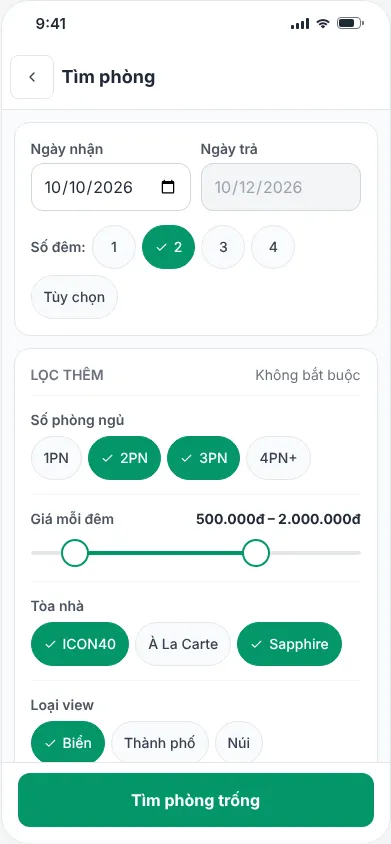 9:41
Tìm phòng
Ngày nhận Ngày trả
10/10/2026 10/12/2026
Số đêm: 1 2 3 4
Tùy chọn
LỌC THÊM Không bắt buộc
Số phòng ngủ
1PN 2PN 3PN 4PN+
Giá mỗi đêm 500.000đ – 2.000.000đ
Tòa nhà
ICON40 À La Carte Sapphire
Loại view
Biển Thành phố Núi
Tìm phòng trống